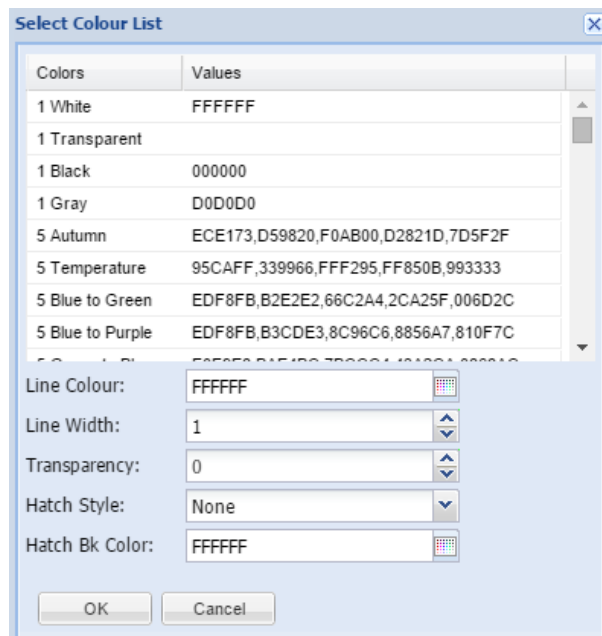 Select Colour List
Colors Values
1 White FFFFFF
1 Transparent
1 Black 000000
1 Gray D0D0D0
5 Autumn ECE173,D59820,F0AB00,D2821D,7D5F2F
5 Temperature 95CAFF,339966,FFF295,FF850B,993333
5 Blue to Green EDF8FB,B2E2E2,66C2A4,2CA25F,006D2C
5 Blue to Purple EDF8FB,B3CDE3,8C96C6,8856A7,810F7C
Line Colour: FFFFFF
Line Width: 1
Transparency: 0
Hatch Style: None
Hatch Bk Color: FFFFFF
OK Cancel